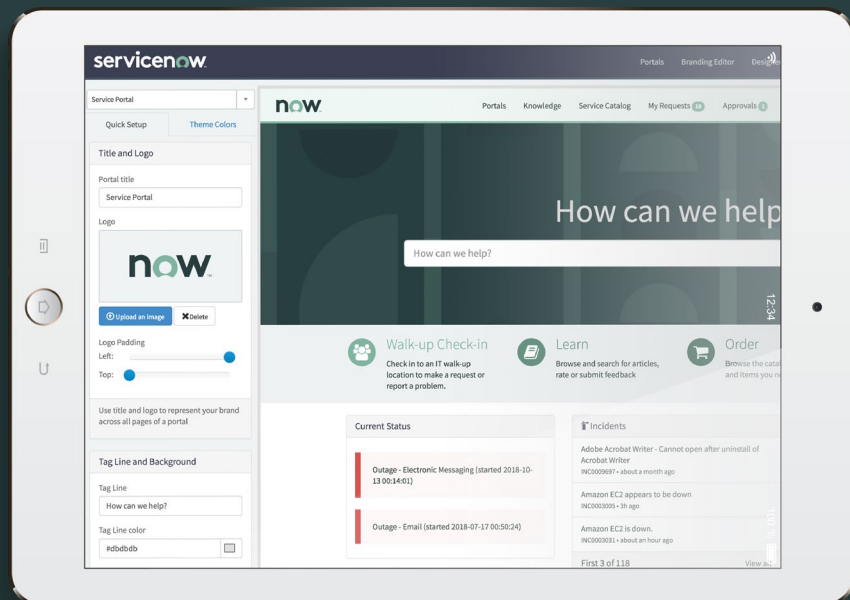 servicenow
Portals
Branding Editor
Service Portal
Quick Setup
Theme Colors
Title and Logo
Portal title
Service Portal
Logo
now
Upload an image
Delete
Logo Padding
Left:
Top:
Use title and logo to represent your brand
across all pages of a portal
Tag Line and Background
Tag Line
How can we help?
Tag Line color
#dbdbdb
now
Portals
Knowledge
Service Catalog
My Requests 
Approvals 1
How can we help
How can we help?
12:34
Walk-up Check-in
Check in to an IT walk-up
location to make a request or
report a problem.
Learn
Browse and search for articles,
rate or submit feedback
Order
Browse the
and items you
Current Status
Outage - Electronic Messaging (started 2018-10-
13 00:14:01)
Outage - Email (started 2018-07-17 00:50:24)
Incidents
Adobe Acrobat Writer - Cannot open after uninstall of
Acrobat Writer
INC0009697 • about a month ago
Amazon EC2 appears to be down
INC0003005 • 3h ago
Amazon EC2 is down.
INC0003031 • about an hour ago
First 3 of 118
View all